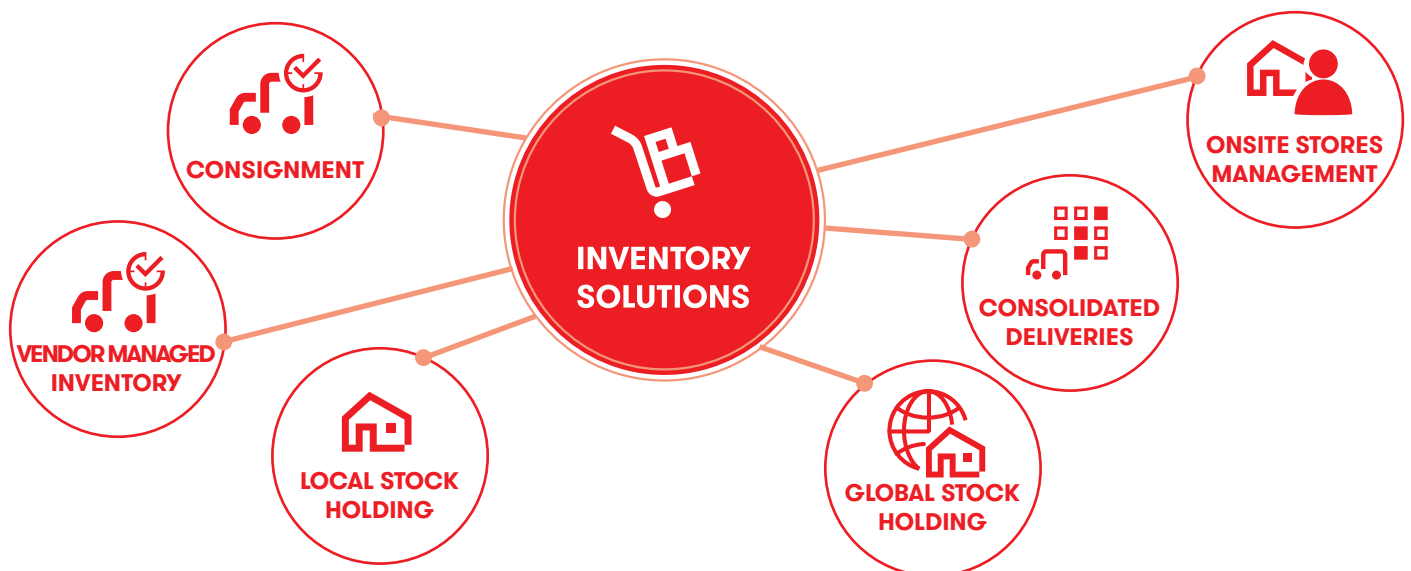 CONSIGNMENT
VENDOR MANAGED
INVENTORY
LOCAL STOCK
HOLDING
INVENTORY
SOLUTIONS
ONSITE STORES
MANAGEMENT
CONSOLIDATED
DELIVERIES
GLOBAL STOCK
HOLDING